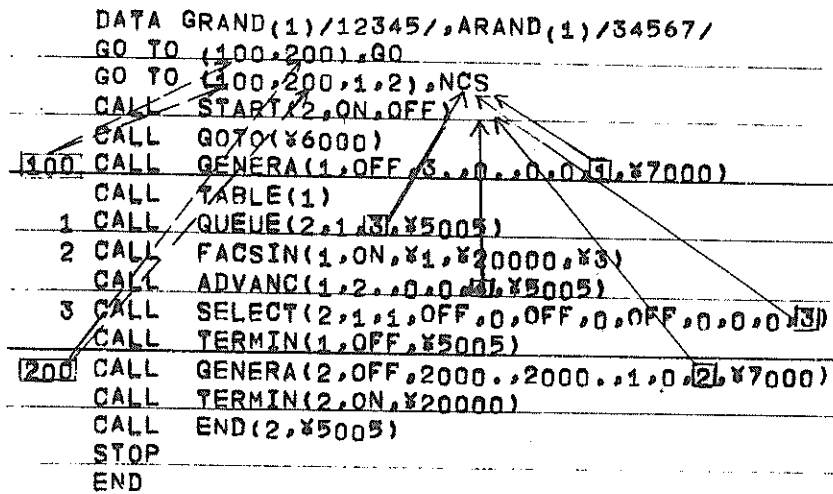 DATA GRAND(1)/12345/,ARAND(1)/34567/
GO TO (100,200),GO
GO TO (100,200,1,2),NCS
CALL START(2,ON,OFF)
CALL GOTO(¥6000)
100 CALL GENERA(1,OFF,3.,0.,0,0,1,¥7000)
CALL TABLE(1)
1 CALL QUEUE(2,1,3,¥5005)
2 CALL FACSIN(1,ON,¥1,¥20000,¥3)
CALL ADVANC(1,2.,0,0, ¥5005)
3 CALL SELECT(2,1,1,OFF,0,OFF,0,OFF,0,0,0,3)
CALL TERMIN(1,OFF,¥5005)
200 CALL GENERA(2,OFF,2000.,2000.,1,0,2,¥7000)
CALL TERMIN(2,ON,¥20000)
CALL END(2,¥5005)
STOP
END